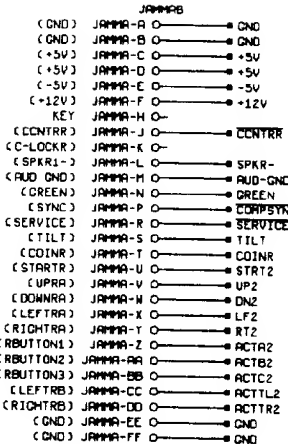 JAMMAB
(GND) JAMMA-A GND
(GND) JAMMA-B GND
(+5V) JAMMA-C +5V
(+5V) JAMMA-D +5V
(-5V) JAMMA-E -5V
(+12V) JAMMA-F +12V
KEY JAMMA-H
(CCNTRR) JAMMA-J CCNTRR
(C-LOCKR) JAMMA-K
(SPKR1-) JAMMA-L SPKR-
(AUD GND) JAMMA-M AUD-GND
(GREEN) JAMMA-N GREEN
(SYNC) JAMMA-P COMPSYN
(SERVICE) JAMMA-R SERVICE
(TILT) JAMMA-S TILT
(COINR) JAMMA-T COINR
(STARTR) JAMMA-U STRT2
(UPRA) JAMMA-V UP2
(DOWNRA) JAMMA-W DN2
(LEFTRA) JAMMA-X LF2
(RIGHTRA) JAMMA-Y RT2
(RBUTTON1) JAMMA-Z ACTA2
(RBUTTON2) JAMMA-AA ACTB2
(RBUTTON3) JAMMA-BB ACTC2
(LEFTRB) JAMMA-CC ACTTL2
(RIGHTRB) JAMMA-DD ACTTR2
(GND) JAMMA-EE GND
(GND) JAMMA-FF GND